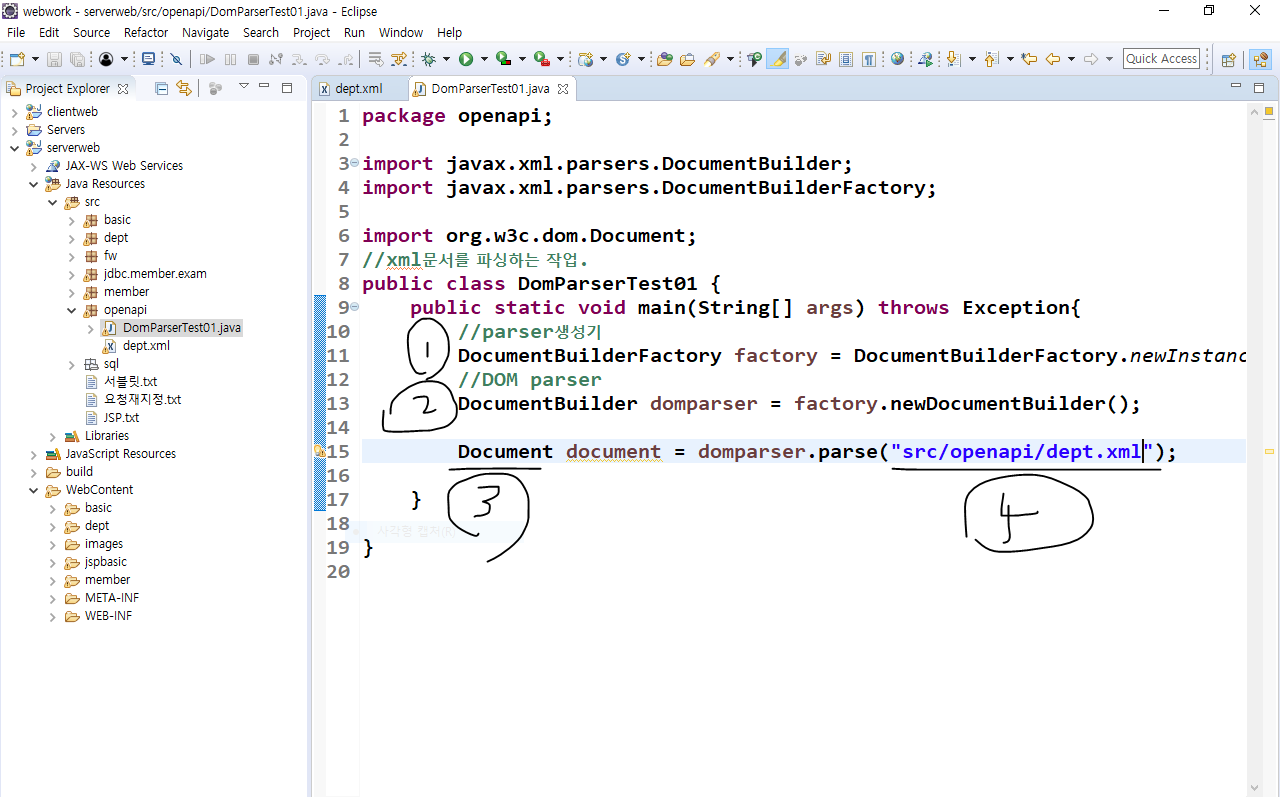 webwork - serverweb/src/openapi/DomParserTest01.java - Eclipse
File Edit Source Refactor Navigate Search Project Run Window Help
Quick Access
Project Explorer
clientweb
Servers
serverweb
JAX-WS Web Services
Java Resources
src
basic
dept
fw
jdbc.member.exam
member
openapi
DomParserTest01.java
dept.xml
sql
서블릿.txt
요청재지정.txt
JSP.txt
Libraries
JavaScript Resources
build
WebContent
basic
dept
images
jspbasic
member
META-INF
WEB-INF
dept.xml DomParserTest01.java
1 package openapi;
2
3 import javax.xml.parsers.DocumentBuilder;
4 import javax.xml.parsers.DocumentBuilderFactory;
5
6 import org.w3c.dom.Document;
7 //xml문서를 파싱하는 작업.
8 public class DomParserTest01 {
9 public static void main(String[] args) throws Exception{
10 //parser생성기
11 DocumentBuilderFactory factory = DocumentBuilderFactory.newInstanc
12 //DOM parser
13 DocumentBuilder domparser = factory.newDocumentBuilder();
14
15 Document document = domparser.parse("src/openapi/dept.xml");
16
17 }
18
사각형 캡처(R)
19 }
20
1
2
3
4